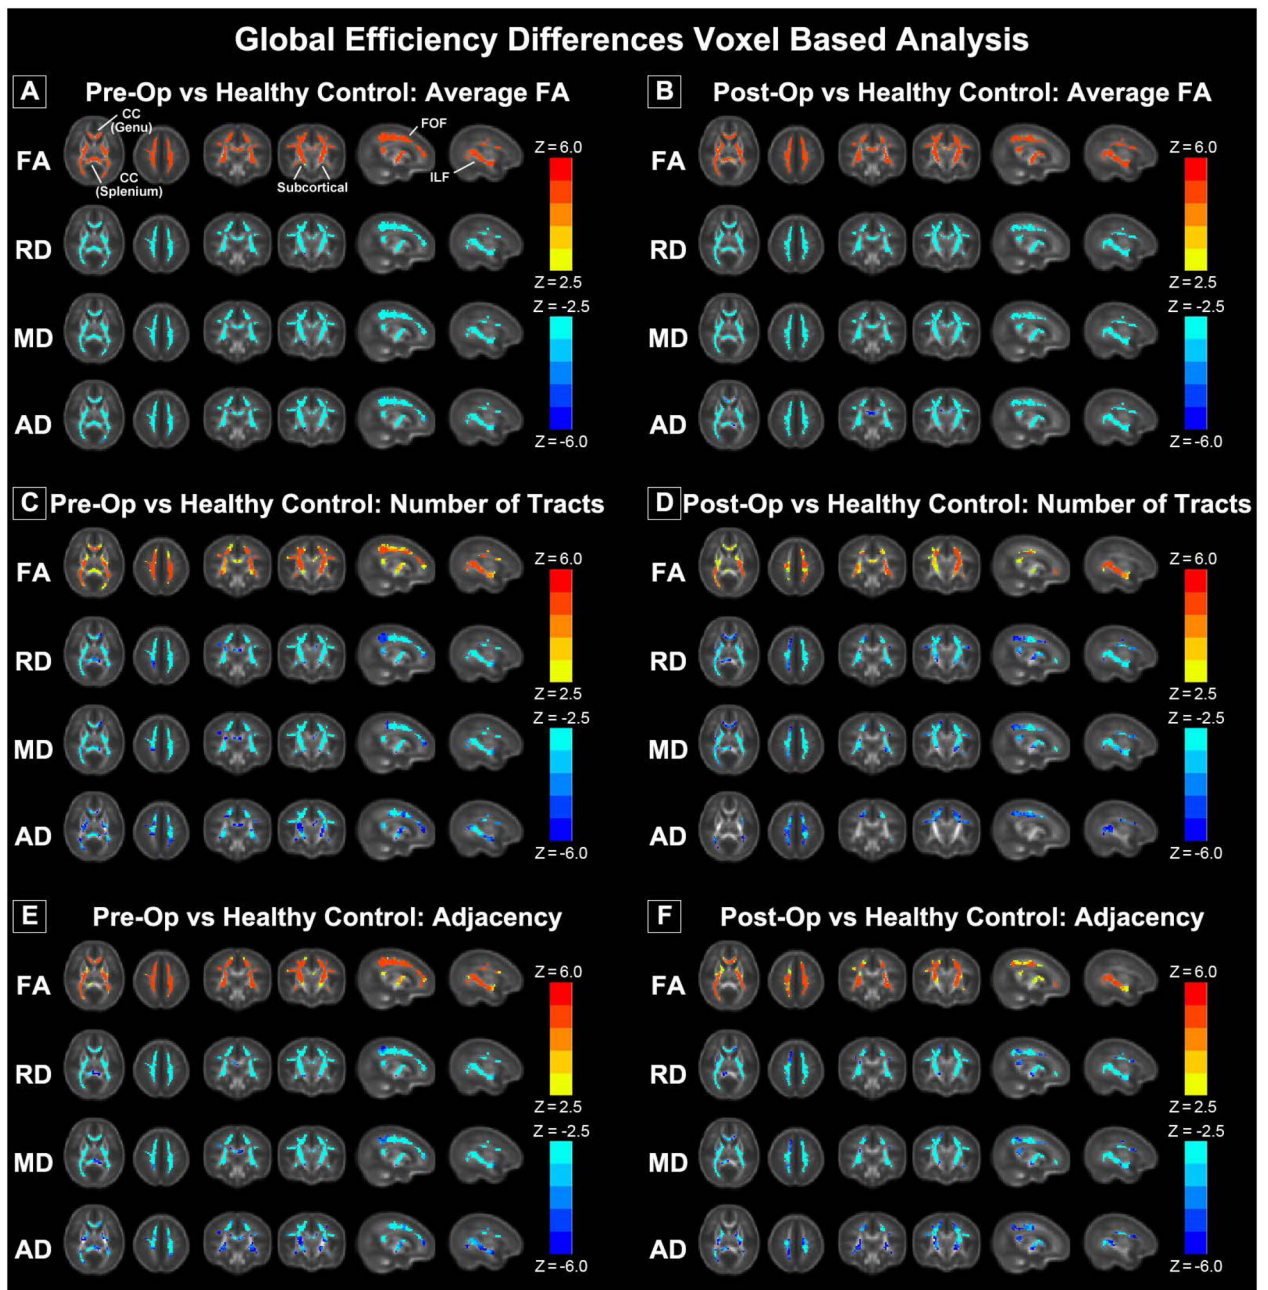 Global Efficiency Differences Voxel Based Analysis
A Pre-Op vs Healthy Control: Average FA
CC
(Genu)
FOF
FA
CC
(Splenium)
Subcortical
ILF
RD
MD
AD
Z = 6.0
Z = 2.5
Z = -2.5
Z = -6.0
B Post-Op vs Healthy Control: Average FA
FA
RD
MD
AD
Z = 6.0
Z = 2.5
Z = -2.5
Z = -6.0
C Pre-Op vs Healthy Control: Number of Tracts
FA
RD
MD
AD
Z = 6.0
Z = 2.5
Z = -2.5
Z = -6.0
D Post-Op vs Healthy Control: Number of Tracts
FA
RD
MD
AD
Z = 6.0
Z = 2.5
Z = -2.5
Z = -6.0
E Pre-Op vs Healthy Control: Adjacency
FA
RD
MD
AD
Z = 6.0
Z = 2.5
Z = -2.5
Z = -6.0
F Post-Op vs Healthy Control: Adjacency
FA
RD
MD
AD
Z = 6.0
Z = 2.5
Z = -2.5
Z = -6.0